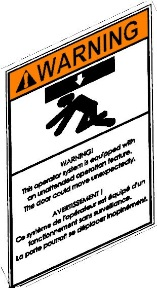 WARNING
WARNING!
This operator system is equipped with
an unattended operation feature.
The door could move unexpectedly.
AVERTISSEMENT !
Ce système de l'opérateur est équipé d'un
fonctionnement sans surveillance.
La porte pourrait se déplacer inopinément.